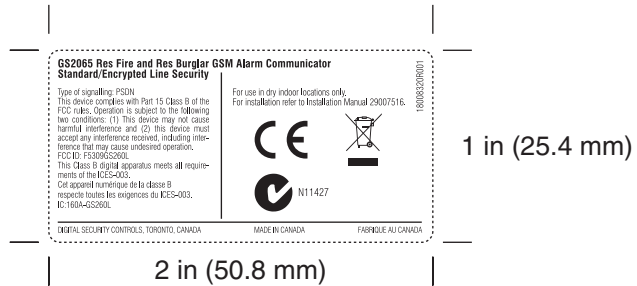 GS2065 Res Fire and Res Burglar GSM Alarm Communicator
Standard/Encrypted Line Security
Type of signalling: PSDN
This device complies with Part 15 Class B of the
FCC rules. Operation is subject to the following
two conditions: (1) This device may not cause
harmful interference and (2) this device must
accept any interference received, including inter-
ference that may cause undesired operation.
FCC ID: F5309GS260L
This Class B digital apparatus meets all require-
ments of the ICES-003.
Cet appareil numérique de la classe B
respecte toutes les exigences du ICES-003.
IC:160A-GS260L
For use in dry indoor locations only.
For installation refer to Installation Manual 29007516.
CE
N11427
18008320R001
DIGITAL SECURITY CONTROLS, TORONTO, CANADA MADE IN CANADA FABRIQUE AU CANADA
1 in (25.4 mm)
2 in (50.8 mm)